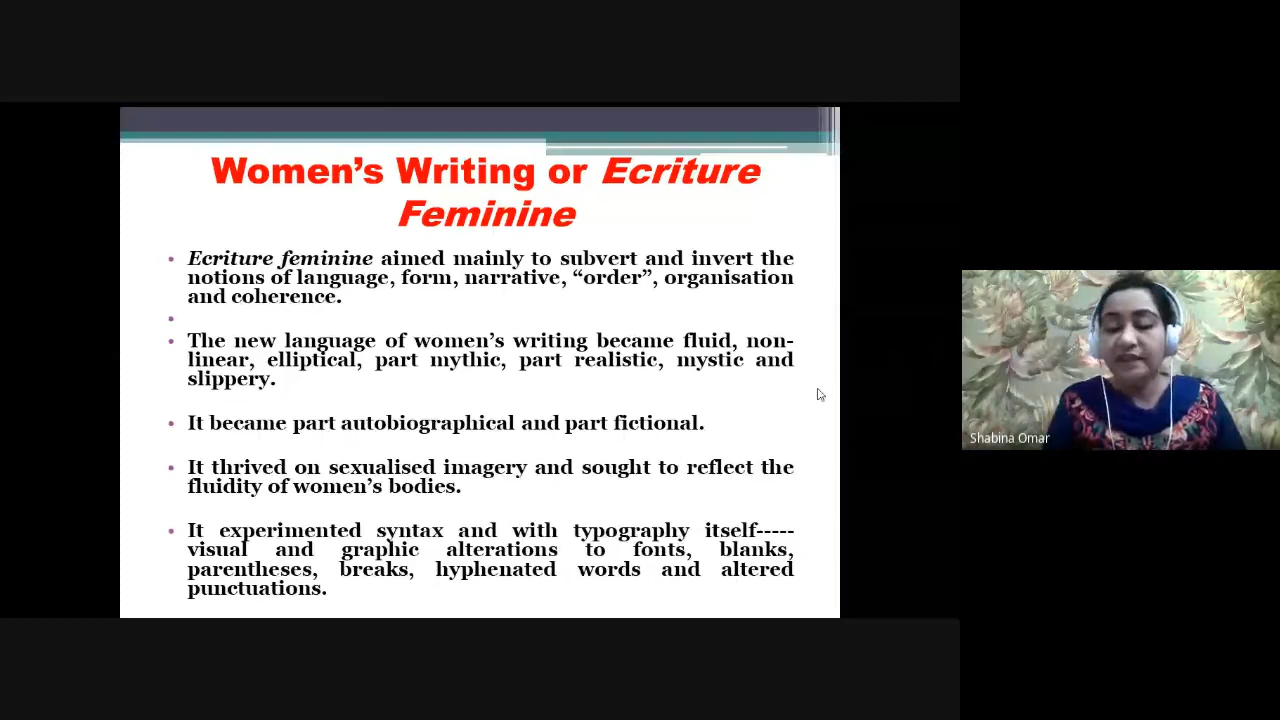 Women’s Writing or Ecriture
Feminine
• Ecriture feminine aimed mainly to subvert and invert the
notions of language, form, narrative, “order”, organisation
and coherence.
•
• The new language of women’s writing became fluid, non-
linear, elliptical, part mythic, part realistic, mystic and
slippery.
• It became part autobiographical and part fictional.
• It thrived on sexualised imagery and sought to reflect the
fluidity of women’s bodies.
• It experimented syntax and with typography itself-----
visual and graphic alterations to fonts, blanks,
parentheses, breaks, hyphenated words and altered
punctuations.
Shabina Omar